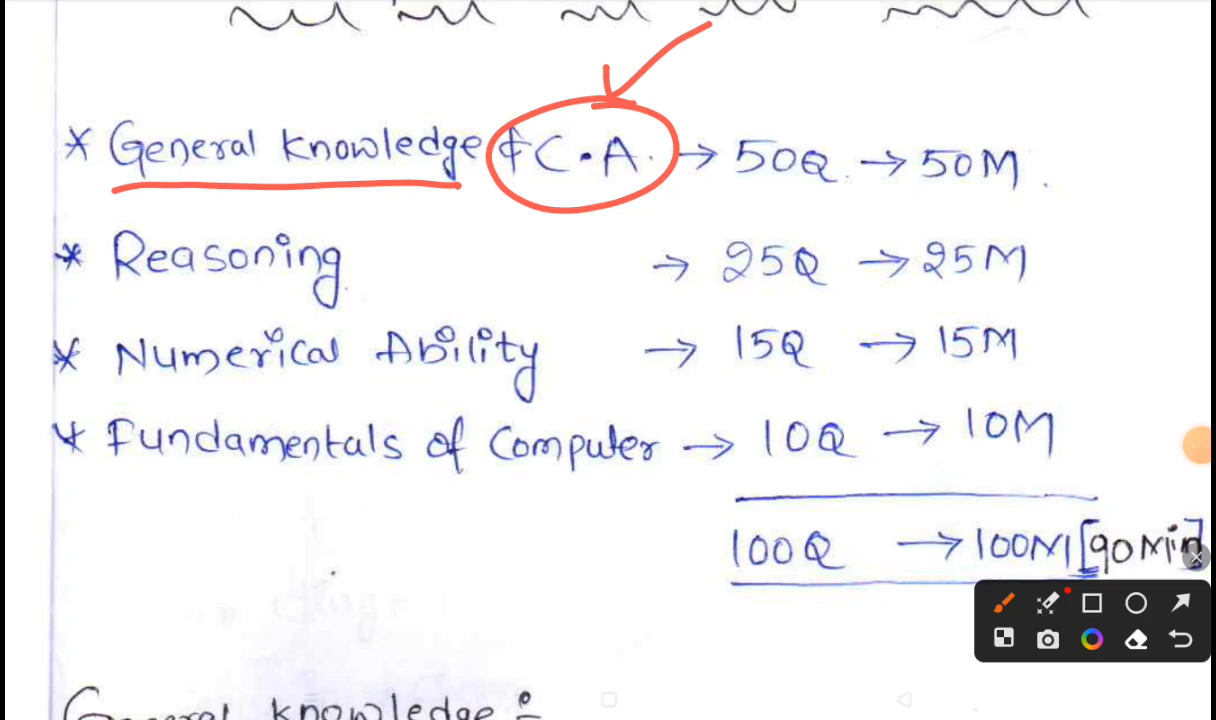 * General Knowledge & C.A. → 50Q. → 50M.
* Reasoning → 25Q → 25M
* Numerical Ability → 15Q → 15M
* Fundamentals of Computer → 10Q → 10M
100Q → 100M [90Min]
General Knowledge :-